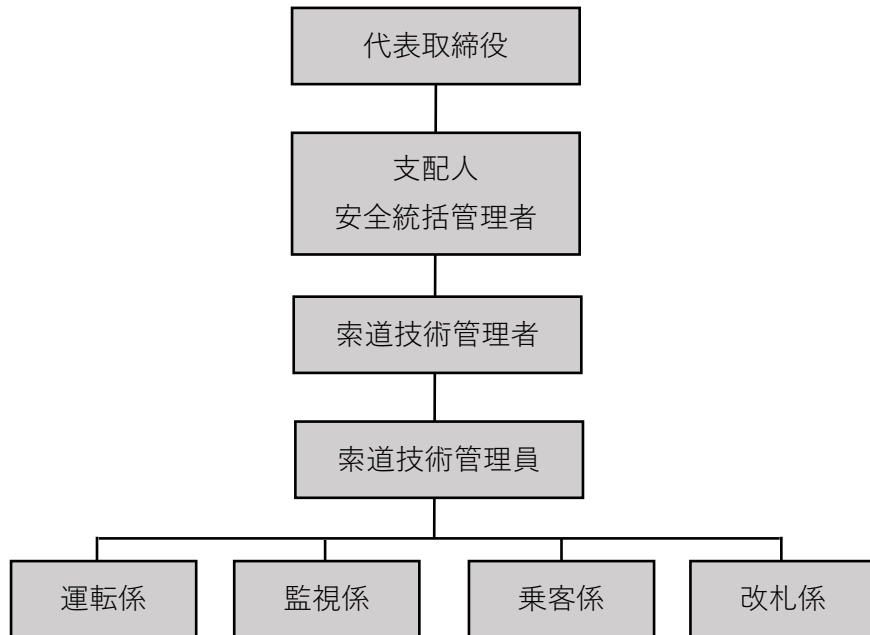 代表取締役
支配人
安全統括管理者
索道技術管理者
索道技術管理員
運転係
監視係
乗客係
改札係